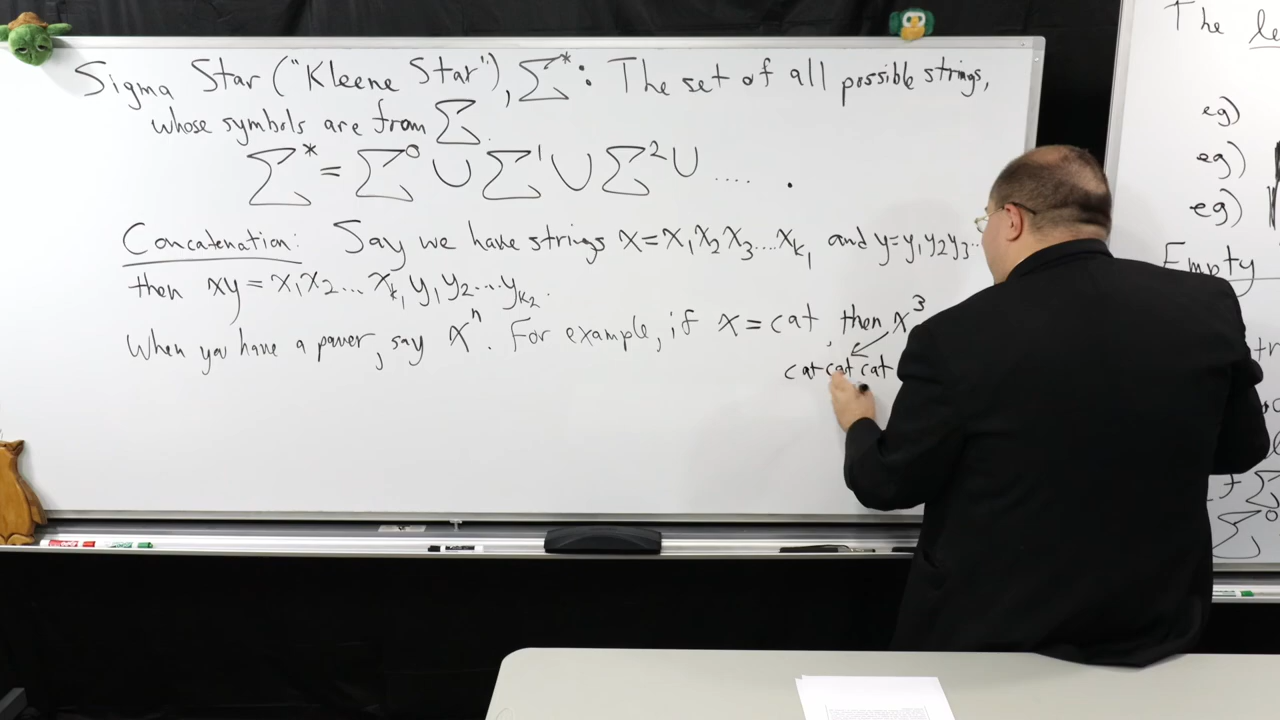 Sigma Star ("Kleene Star"), Σ*: The set of all possible strings,
whose symbols are from Σ.
Σ* = Σ⁰ ∪ Σ¹ ∪ Σ² ∪ .... .
Concatenation: Say we have strings x=x₁x₂x₃...xₖ₁ and y=y₁y₂y₃..
then xy = x₁x₂...xₖ₁y₁y₂...yₖ₂.
When you have a power, say xⁿ. For example, if x = cat, then x³
catcatcat
The
eg)
eg)
eg)
Empty
Σ
Σ⁰